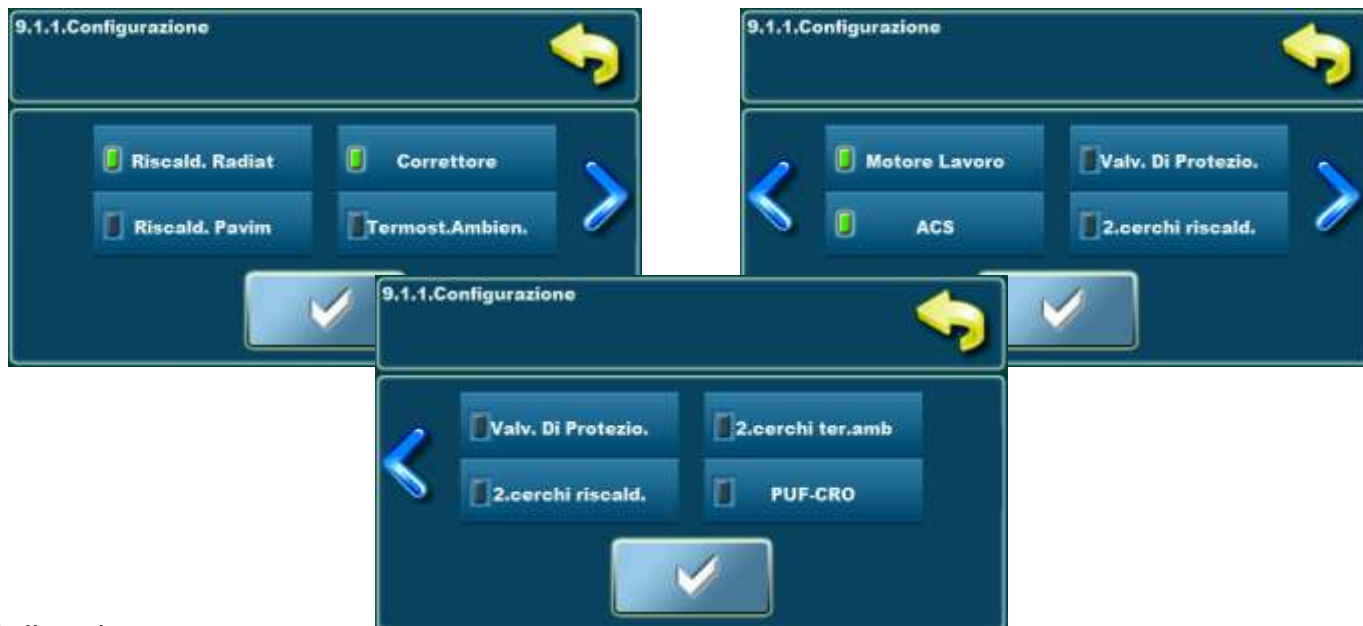 9.1.1.Configurazione
Riscald. Radiat
Correttore
Riscald. Pavim
Termost.Ambien.
9.1.1.Configurazione
Motore Lavoro
Valv. Di Protezio.
ACS
2.cerchi riscald.
9.1.1.Configurazione
Valv. Di Protezio.
2.cerchi ter.amb
2.cerchi riscald.
PUF-CRO